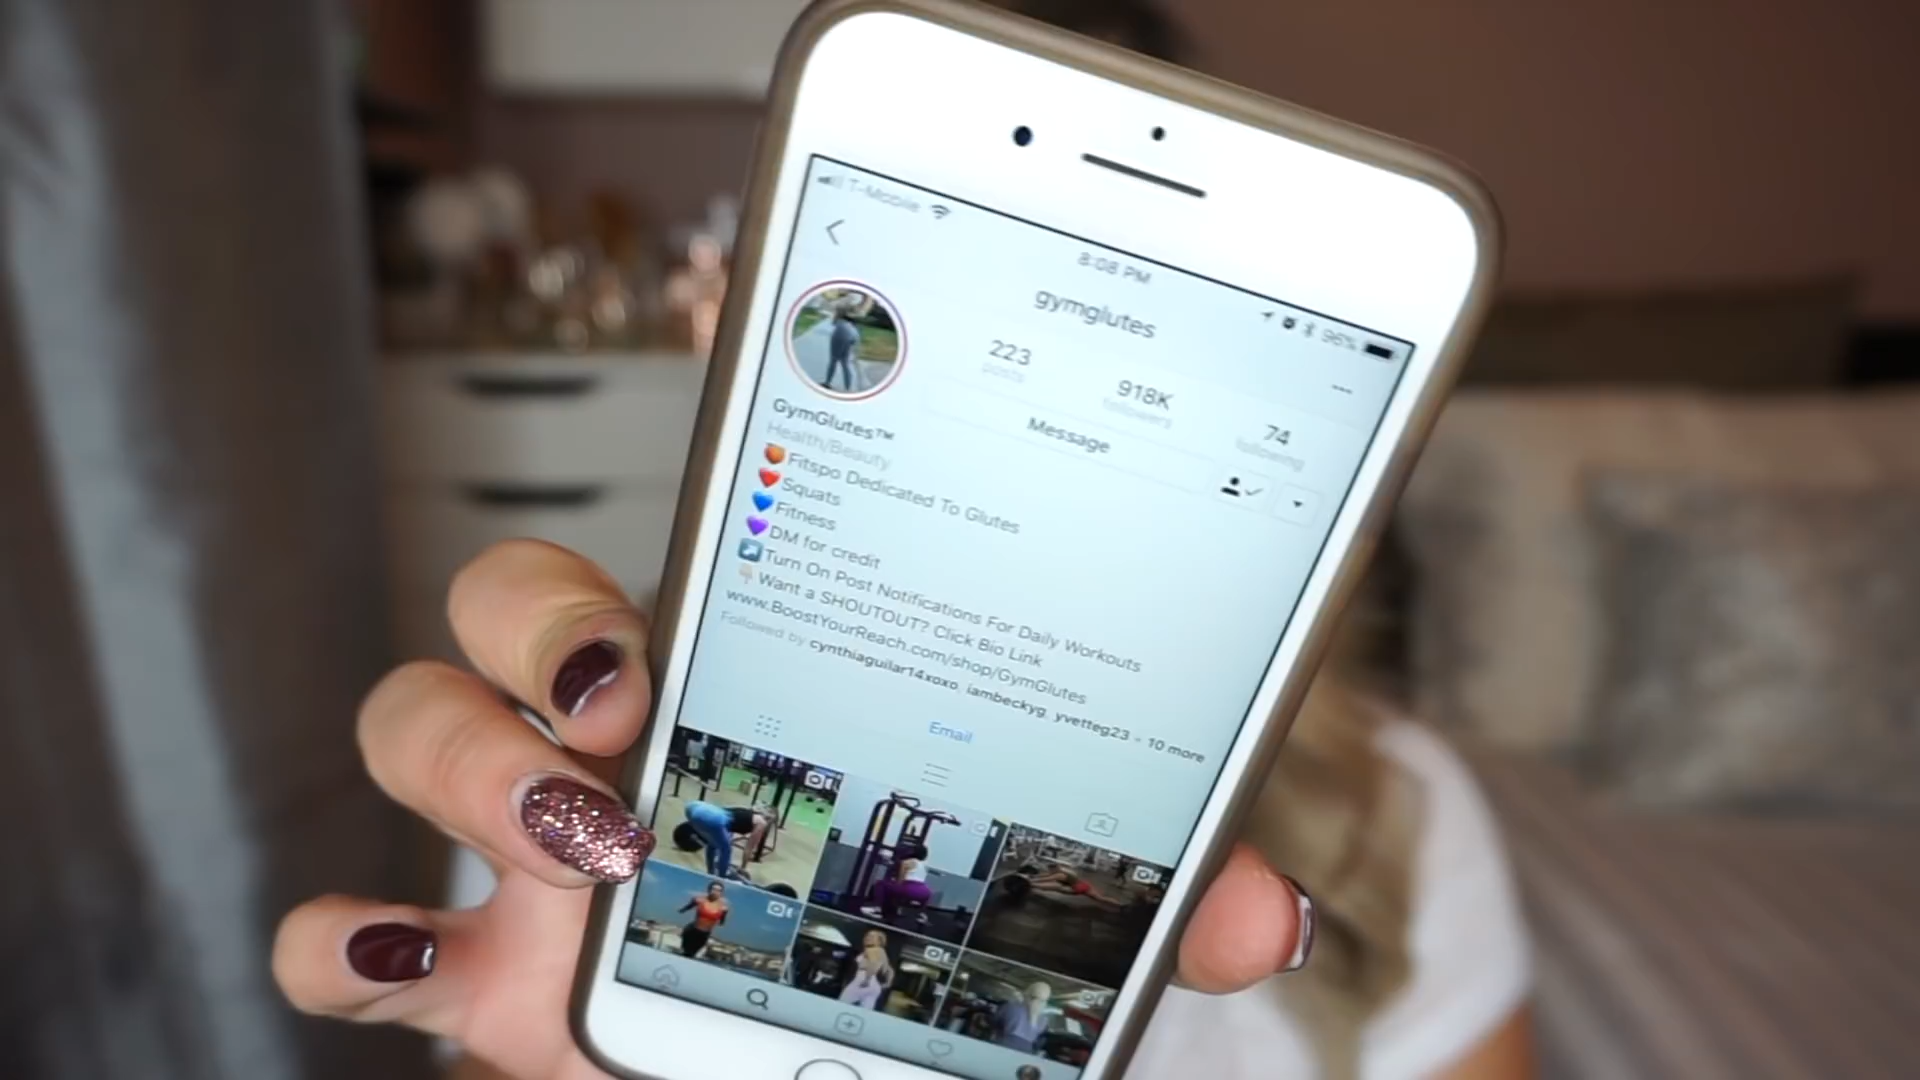 T-Mobile
8:08 PM
96%
gymglutes
223
posts
918K
followers
74
following
Message
GymGlutes™
Health/Beauty
🍑Fitspo Dedicated To Glutes
❤️Squats
💙Fitness
💜DM for credit
↗️Turn On Post Notifications For Daily Workouts
👇🏼Want a SHOUTOUT? Click Bio Link
www.BoostYourReach.com/shop/GymGlutes
Followed by cynthiaguilar14xoxo, iambeckyg, yvetteg23 + 10 more
Email